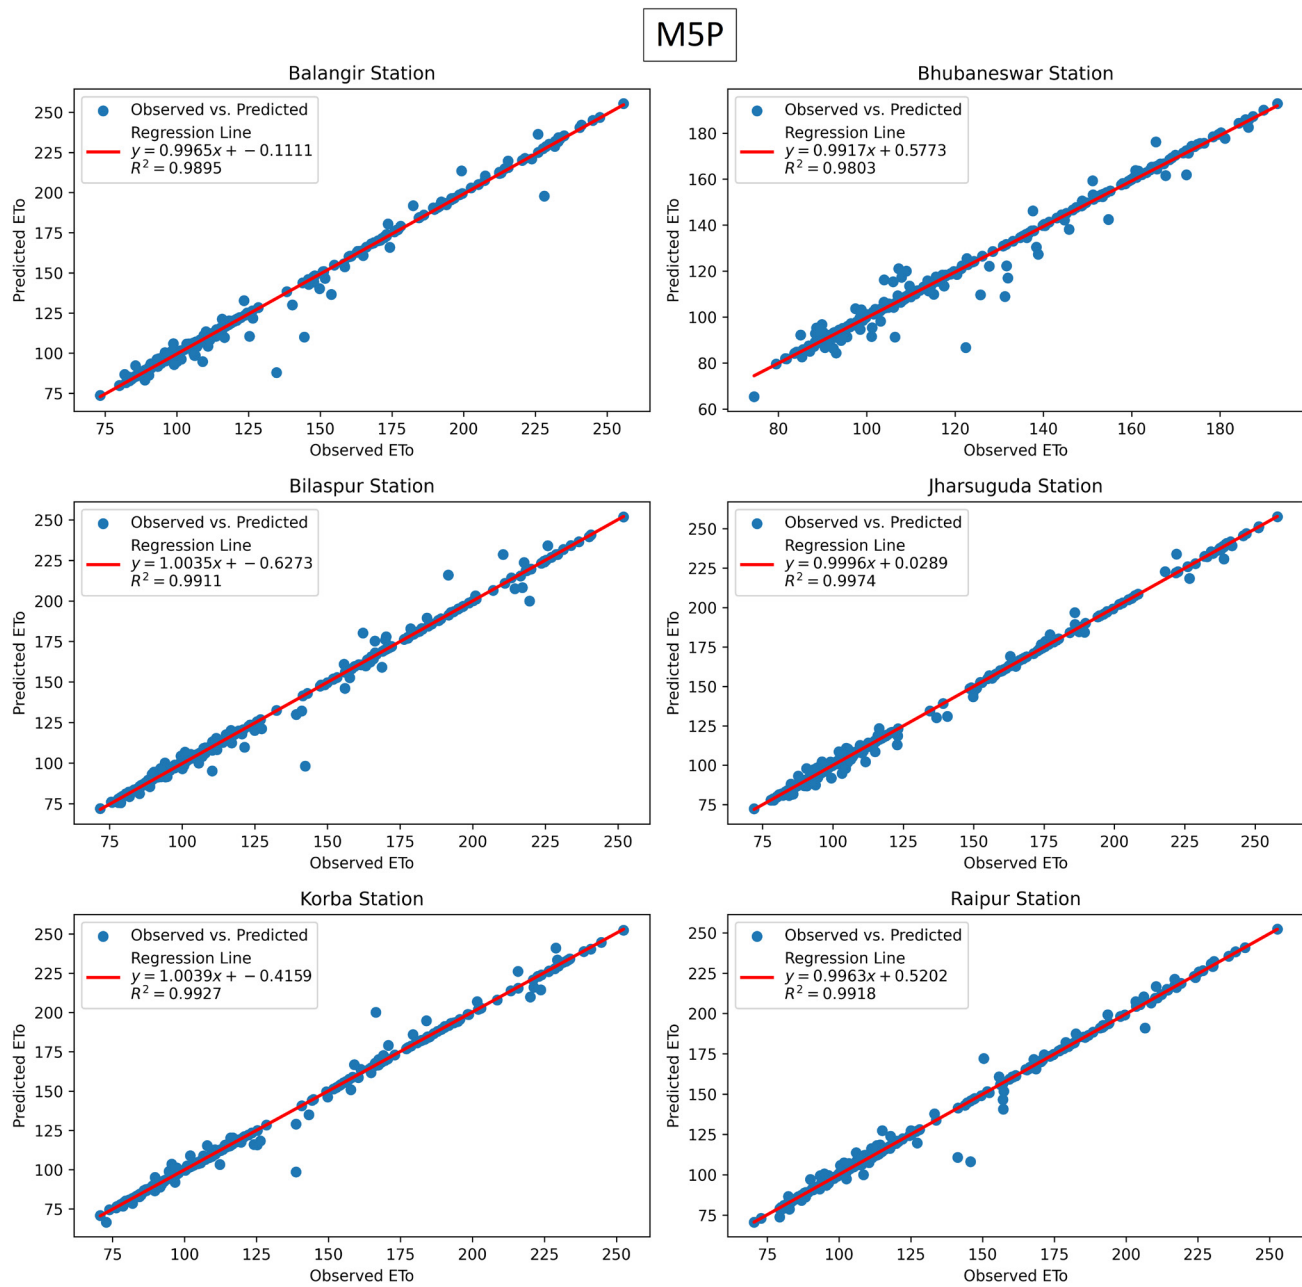 M5P
Balangir Station
Observed vs. Predicted
Regression Line
y = 0.9965x + −0.1111
R² = 0.9895
250
225
200
175
150
125
100
75
Predicted ETo
75 100 125 150 175 200 225 250
Observed ETo
Bhubaneswar Station
Observed vs. Predicted
Regression Line
y = 0.9917x + 0.5773
R² = 0.9803
180
160
140
120
100
80
60
Predicted ETo
80 100 120 140 160 180
Observed ETo
Bilaspur Station
Observed vs. Predicted
Regression Line
y = 1.0035x + −0.6273
R² = 0.9911
250
225
200
175
150
125
100
75
Predicted ETo
75 100 125 150 175 200 225 250
Observed ETo
Jharsuguda Station
Observed vs. Predicted
Regression Line
y = 0.9996x + 0.0289
R² = 0.9974
250
225
200
175
150
125
100
75
Predicted ETo
75 100 125 150 175 200 225 250
Observed ETo
Korba Station
Observed vs. Predicted
Regression Line
y = 1.0039x + −0.4159
R² = 0.9927
250
225
200
175
150
125
100
75
Predicted ETo
75 100 125 150 175 200 225 250
Observed ETo
Raipur Station
Observed vs. Predicted
Regression Line
y = 0.9963x + 0.5202
R² = 0.9918
250
225
200
175
150
125
100
75
Predicted ETo
75 100 125 150 175 200 225 250
Observed ETo